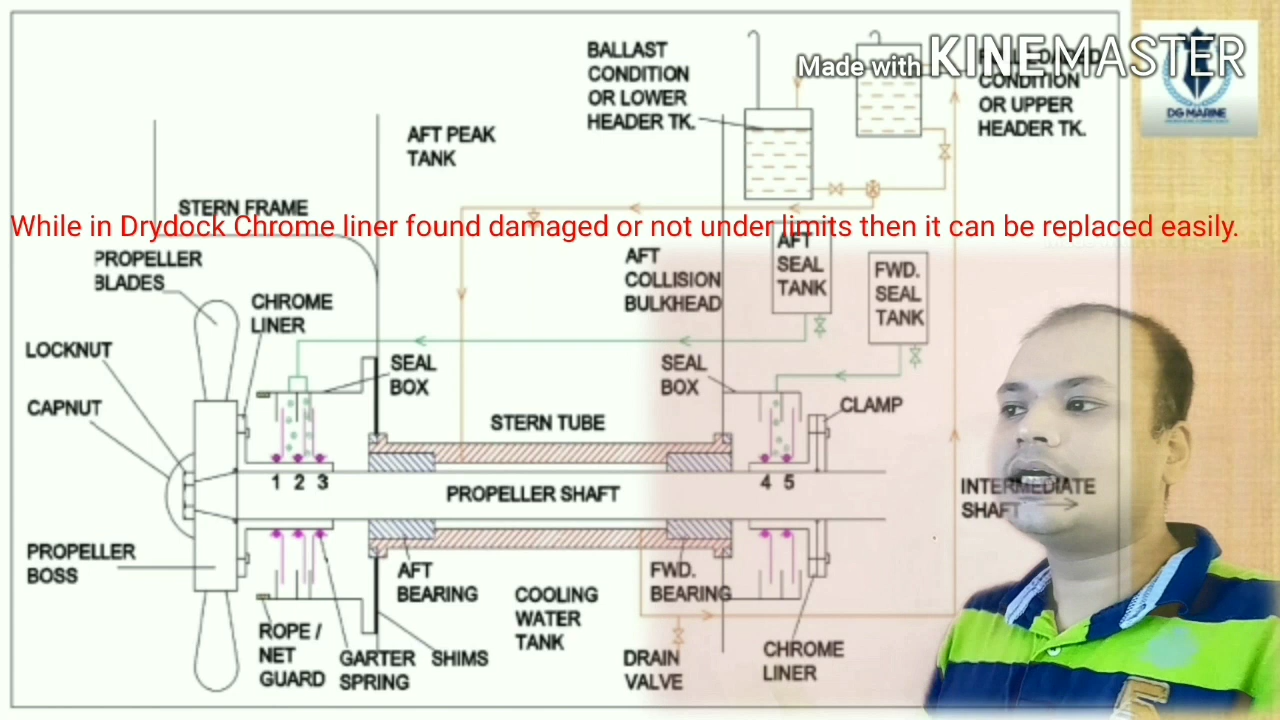 BALLAST
CONDITION
OR LOWER
HEADER TK.
Made with KINEMASTER
CONDITION
OR UPPER
HEADER TK.
DG MARINE
AFT PEAK
TANK
STERN FRAME
While in Drydock Chrome liner found damaged or not under limits then it can be replaced easily.
PROPELLER
BLADES
CHROME
LINER
AFT
COLLISION
BULKHEAD
AFT
SEAL
TANK
FWD.
SEAL
TANK
LOCKNUT
CAPNUT
SEAL
BOX
SEAL
BOX
CLAMP
STERN TUBE
1 2 3
PROPELLER SHAFT
4 5
INTERMEDIATE
SHAFT
PROPELLER
BOSS
AFT
BEARING
COOLING
WATER
TANK
FWD.
BEARING
ROPE /
NET
GUARD
GARTER
SPRING
SHIMS
DRAIN
VALVE
CHROME
LINER
5